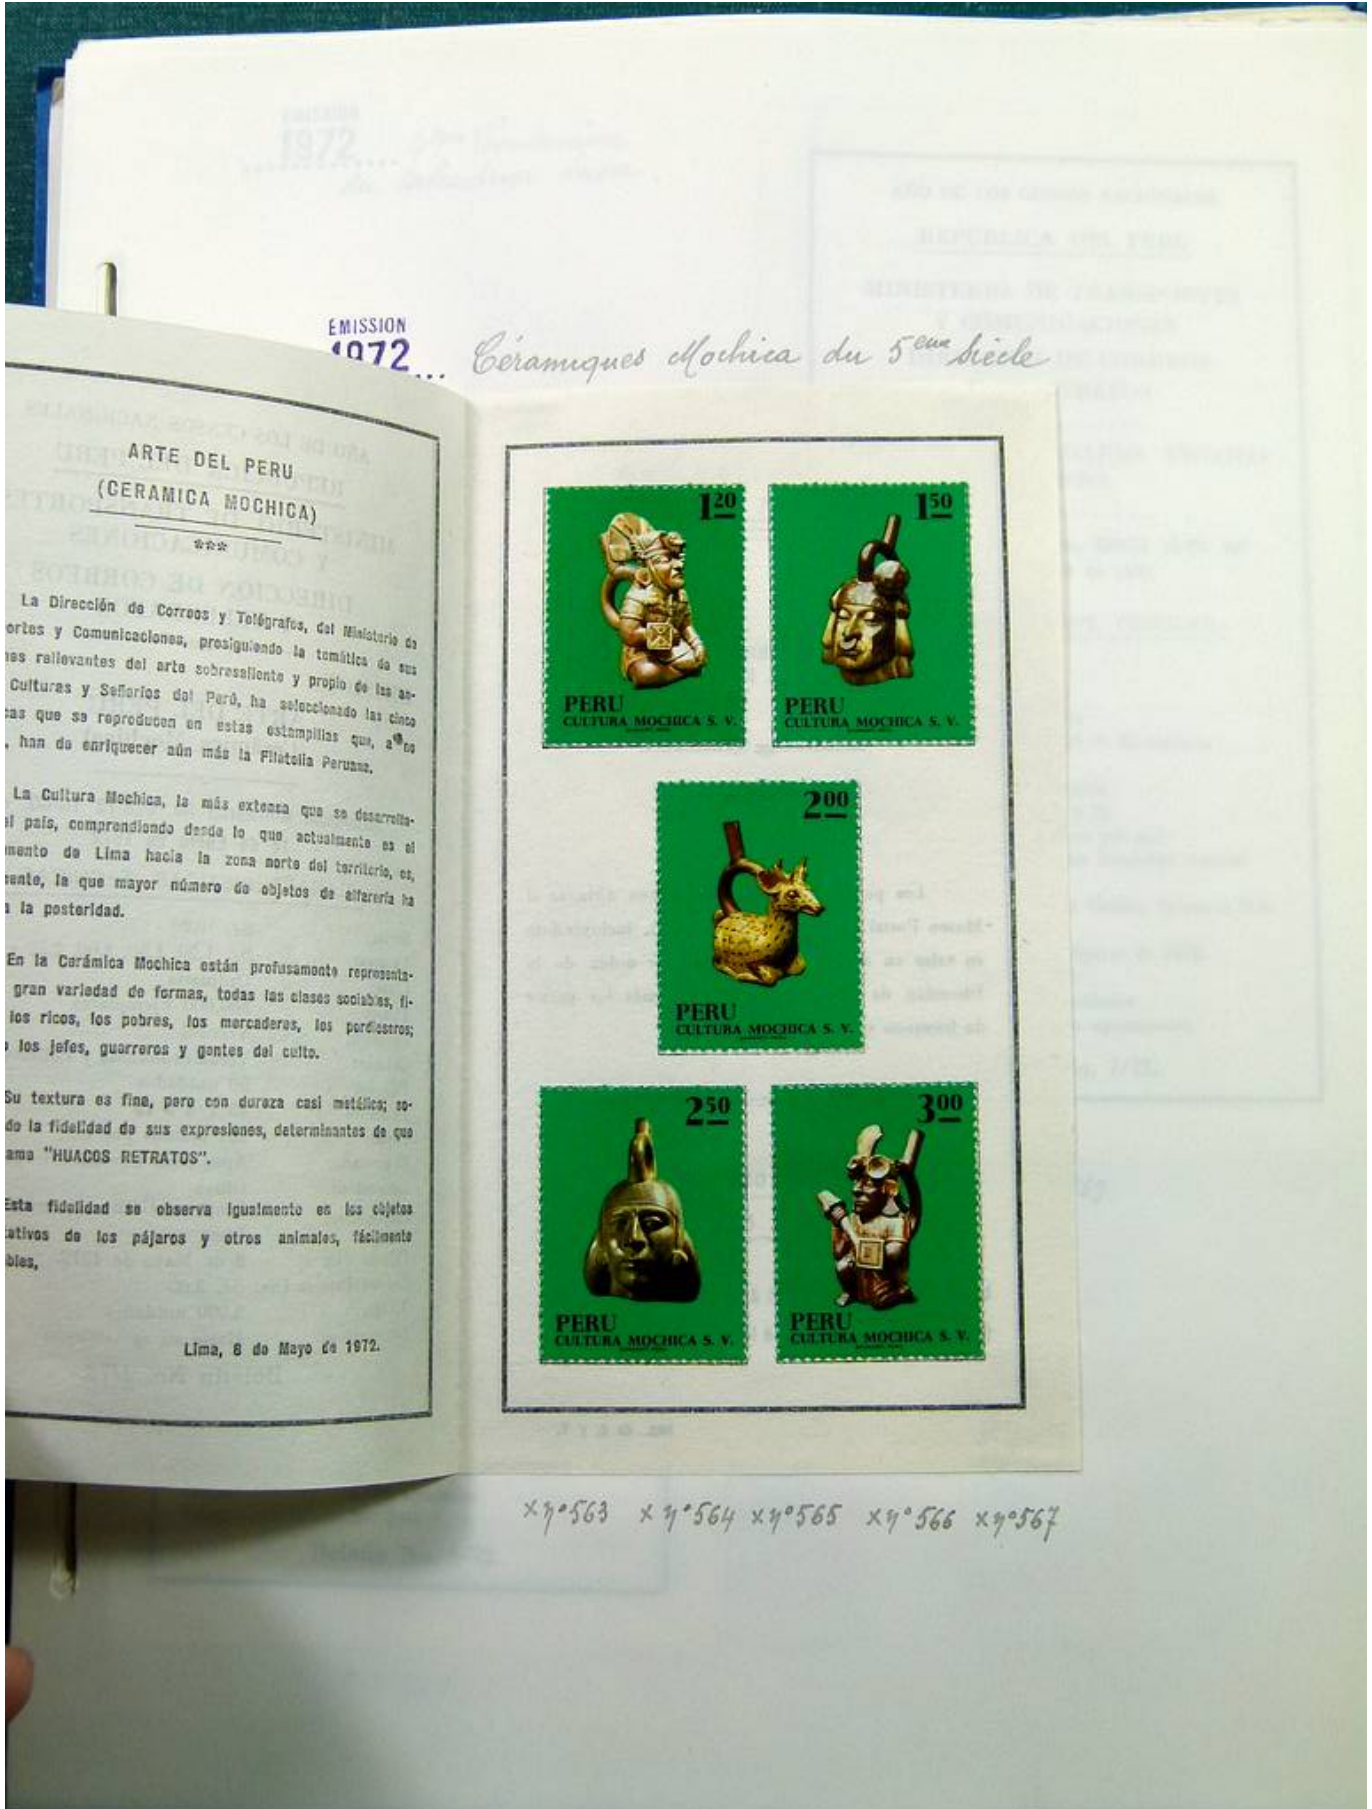 EMISSION
1972...
Céramiques Mochica du 5eme Siècle
ARTE DEL PERU
(CERAMICA MOCHICA)
***
La Dirección de Correos y Telégrafos, del Ministerio de
ortes y Comunicaciones, prosiguiendo la temática de sus
nes rellevantes del arte sobresaliente y propio de las an-
Culturas y Señoríos del Perú, ha seleccionado las cinco
cas que se reproducen en estas estampillas que, a no
, han de enriquecer aún más la Filatelia Peruana.
La Cultura Mochica, la más extensa que se desarrolla-
el país, comprendiendo desde lo que actualmente es el
mento de Lima hacia la zona norte del territorio, es,
mente, la que mayor número de objetos de alfarería ha
a la posteridad.
En la Cerámica Mochica están profusamente representa-
gran variedad de formas, todas las clases sociables, fi-
los ricos, los pobres, los mercaderes, los pordioseros;
los jefes, guerreros y gentes del culto.
Su textura es fina, pero con dureza casi metálica; so-
do la fidelidad de sus expresiones, determinantes de que
ame "HUACOS RETRATOS".
Esta fidelidad se observa igualmente en los objetos
tativos de los pájaros y otros animales, fácilmente
bles,
Lima, 8 de Mayo de 1972.
1 20
PERU
CULTURA MOCHICA S. V.
1 50
PERU
CULTURA MOCHICA S. V.
2 00
PERU
CULTURA MOCHICA S. V.
2 50
PERU
CULTURA MOCHICA S. V.
3 00
PERU
CULTURA MOCHICA S. V.
x n°563 x n°564 x n°565 x n°566 x n°567